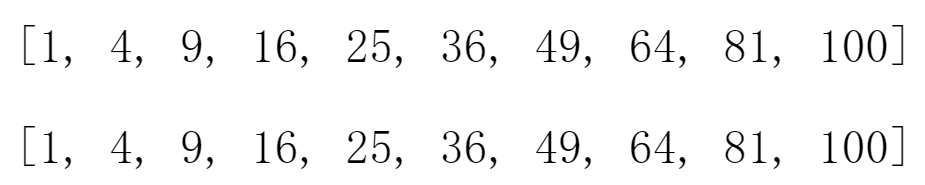 [1, 4, 9, 16, 25, 36, 49, 64, 81, 100]
[1, 4, 9, 16, 25, 36, 49, 64, 81, 100]